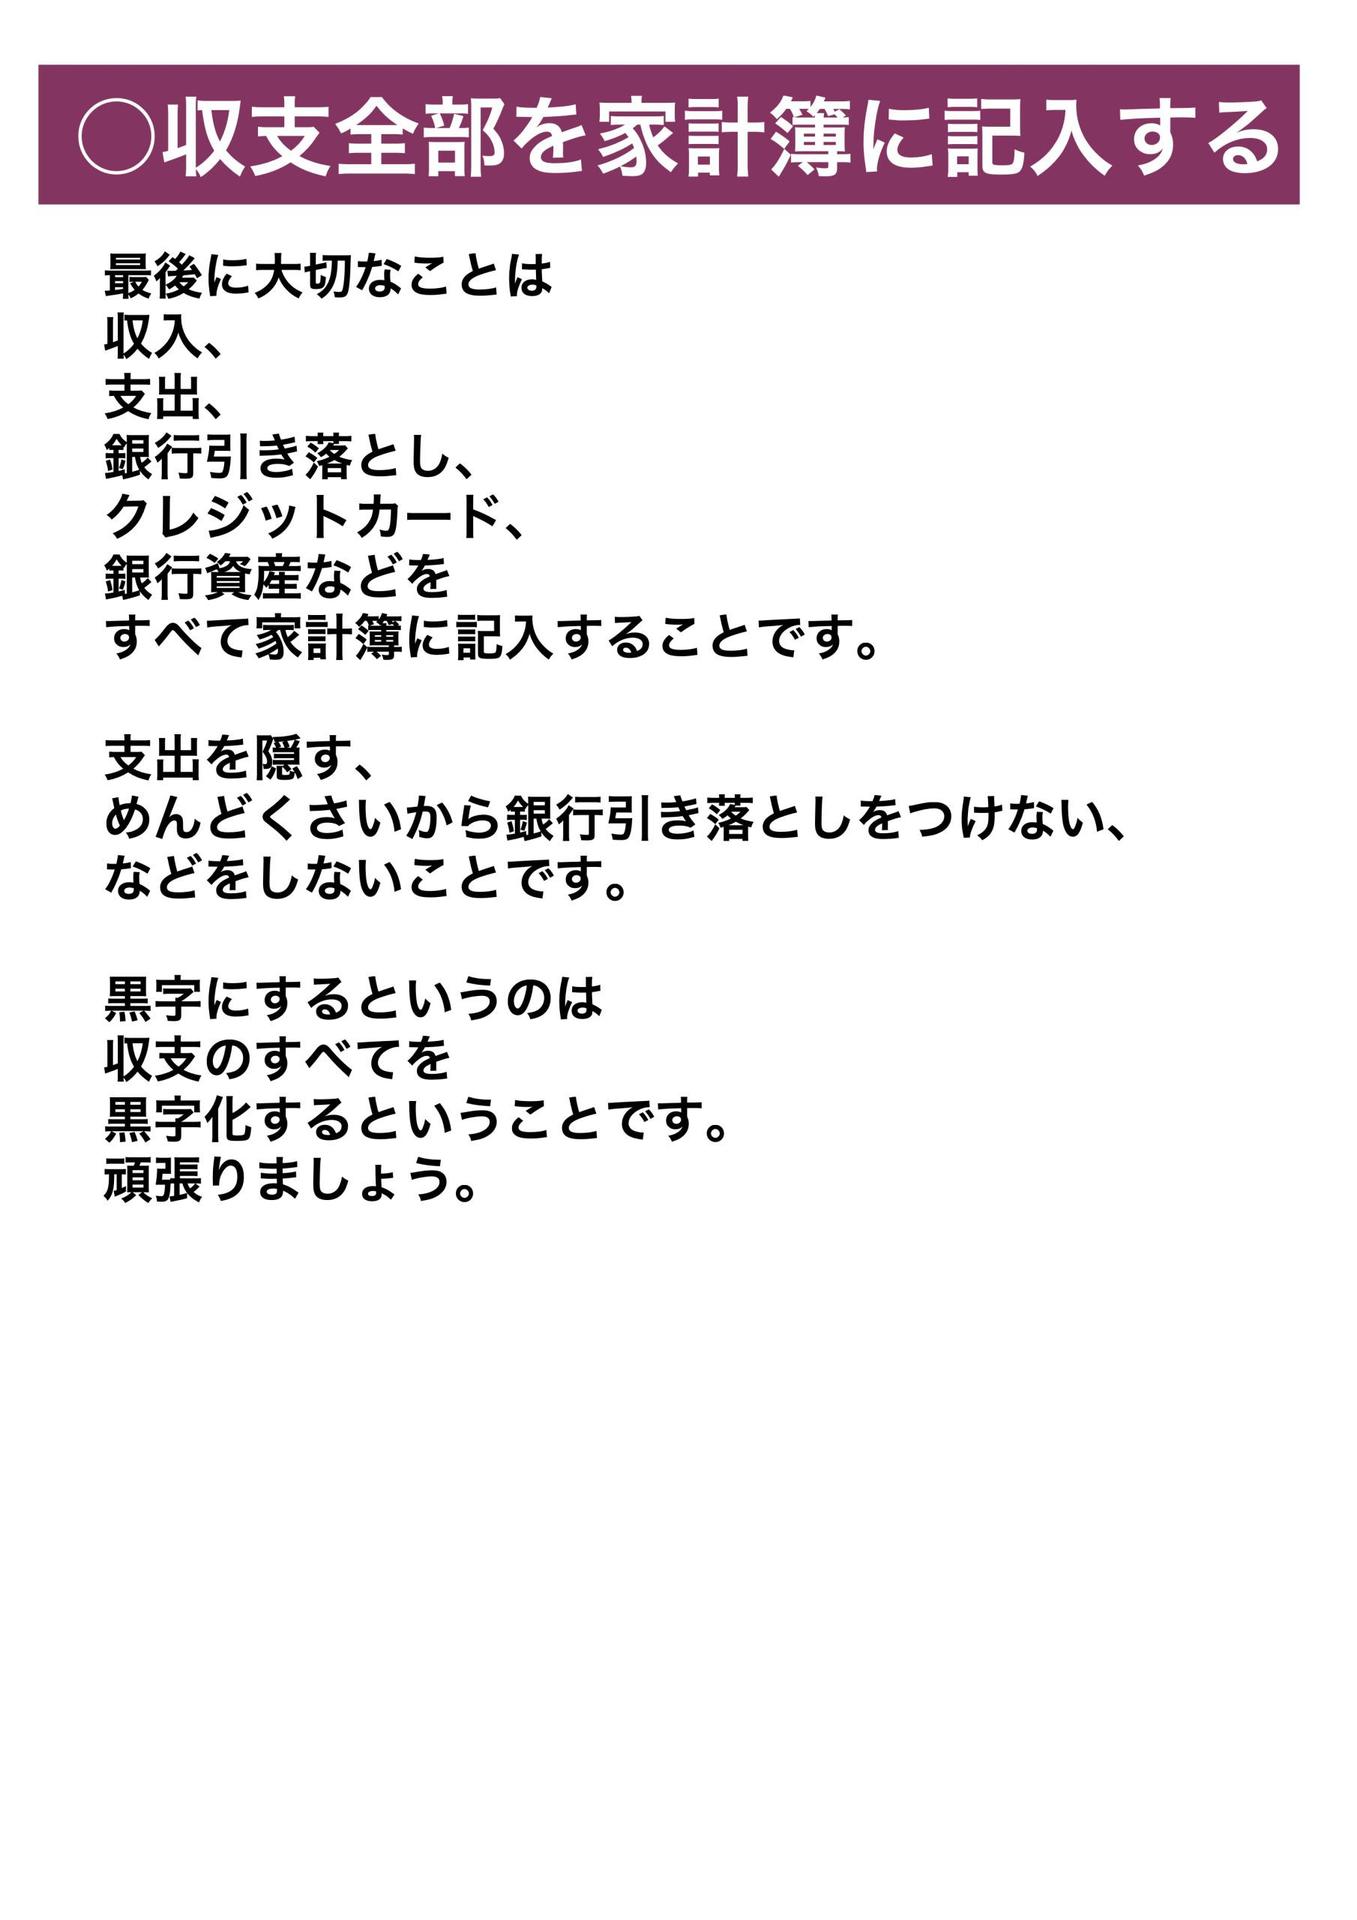 ○収支全部を家計簿に記入する
最後に大切なことは
収入、
支出、
銀行引き落とし、
クレジットカード、
銀行資産などを
すべて家計簿に記入することです。
支出を隠す、
めんどくさいから銀行引き落としをつけない、
などをしないことです。
黒字にするというのは
収支のすべてを
黒字化するということです。
頑張りましょう。